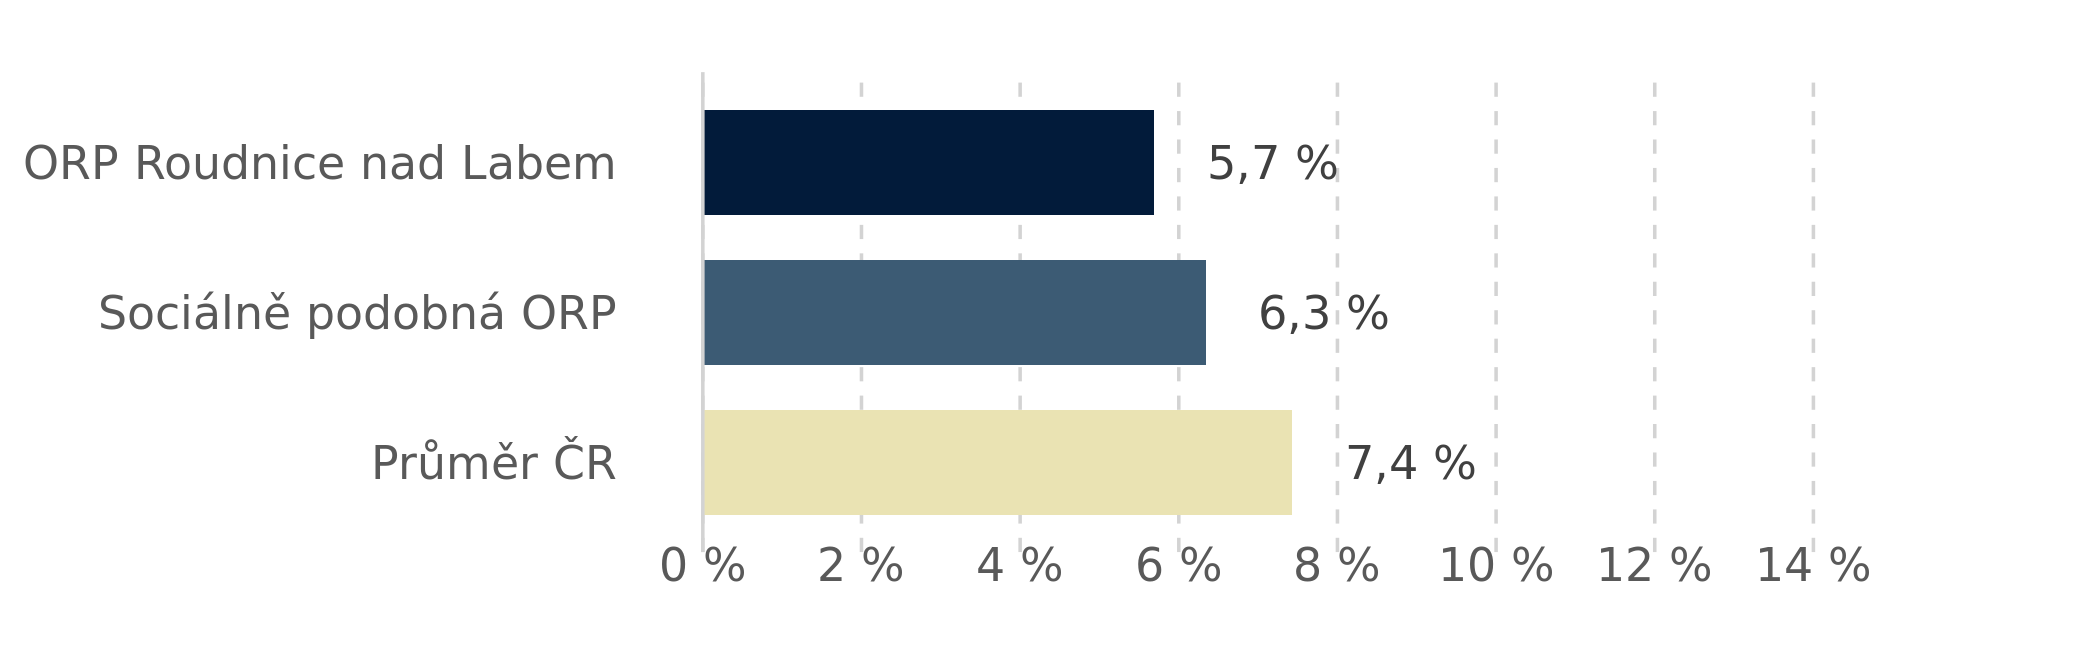 ORP Roudnice nad Labem
5,7 %
Sociálně podobná ORP
6,3 %
Průměr ČR
7,4 %
0 % 2 % 4 % 6 % 8 % 10 % 12 % 14 %